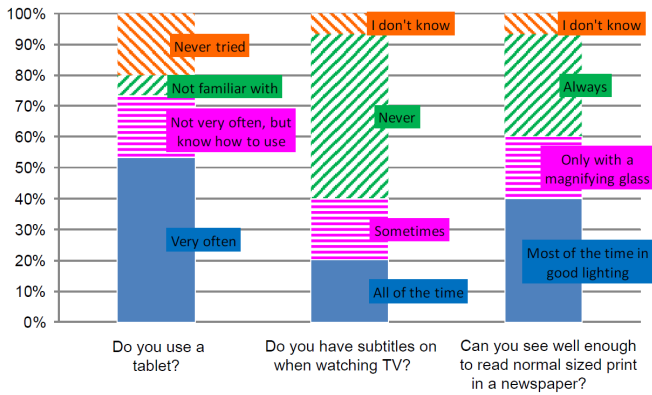 100%
90%
80%
70%
60%
50%
40%
30%
20%
10%
0%
Never tried
Not familiar with
Not very often, but
know how to use
Very often
I don't know
Never
Sometimes
All of the time
I don't know
Always
Only with a
magnifying glass
Most of the time in
good lighting
Do you use a
tablet?
Do you have subtitles on
when watching TV?
Can you see well enough
to read normal sized print
in a newspaper?